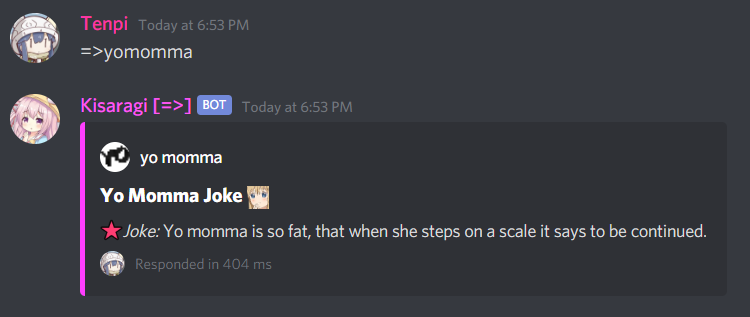 Tenpi Today at 6:53 PM
=>yomomma
Kisaragi [=>] BOT Today at 6:53 PM
yo momma
Yo Momma Joke
Joke: Yo momma is so fat, that when she steps on a scale it says to be continued.
Responded in 404 ms